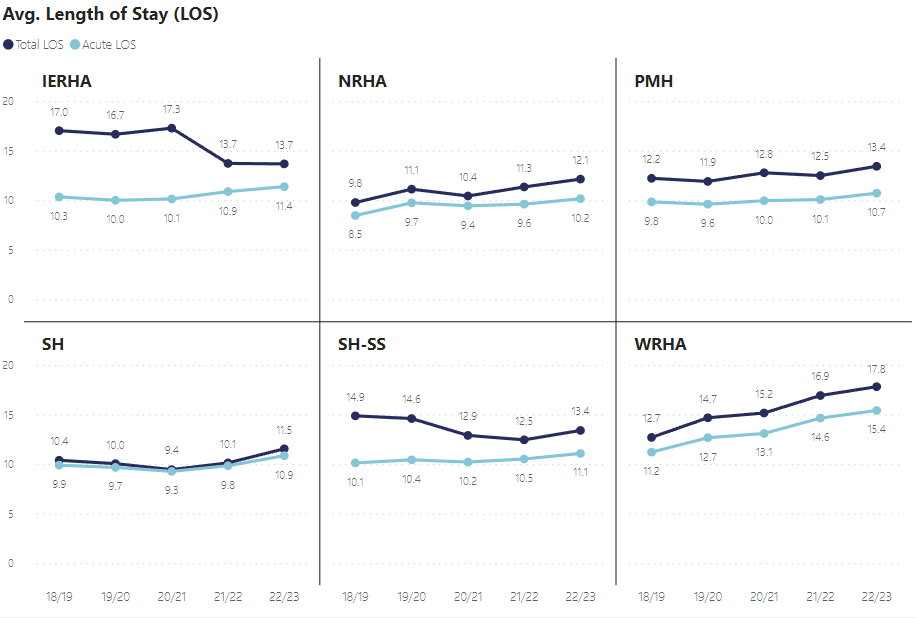 Avg. Length of Stay (LOS)
Total LOS Acute LOS
IERHA NRHA PMH
20
15
10
5
0
17.0 16.7 17.3 13.7 13.7
10.3 10.0 10.1 10.9 11.4
9.8 11.1 10.4 11.3 12.1
8.5 9.7 9.4 9.6 10.2
12.2 11.9 12.8 12.5 13.4
9.8 9.6 10.0 10.1 10.7
SH SH-SS WRHA
20
15
10
5
0
10.4 10.0 9.4 10.1 11.5
9.9 9.7 9.3 9.8 10.9
14.9 14.6 12.9 12.5 13.4
10.1 10.4 10.2 10.5 11.1
12.7 14.7 15.2 16.9 17.8
11.2 12.7 13.1 14.6 15.4
18/19 19/20 20/21 21/22 22/23 18/19 19/20 20/21 21/22 22/23 18/19 19/20 20/21 21/22 22/23